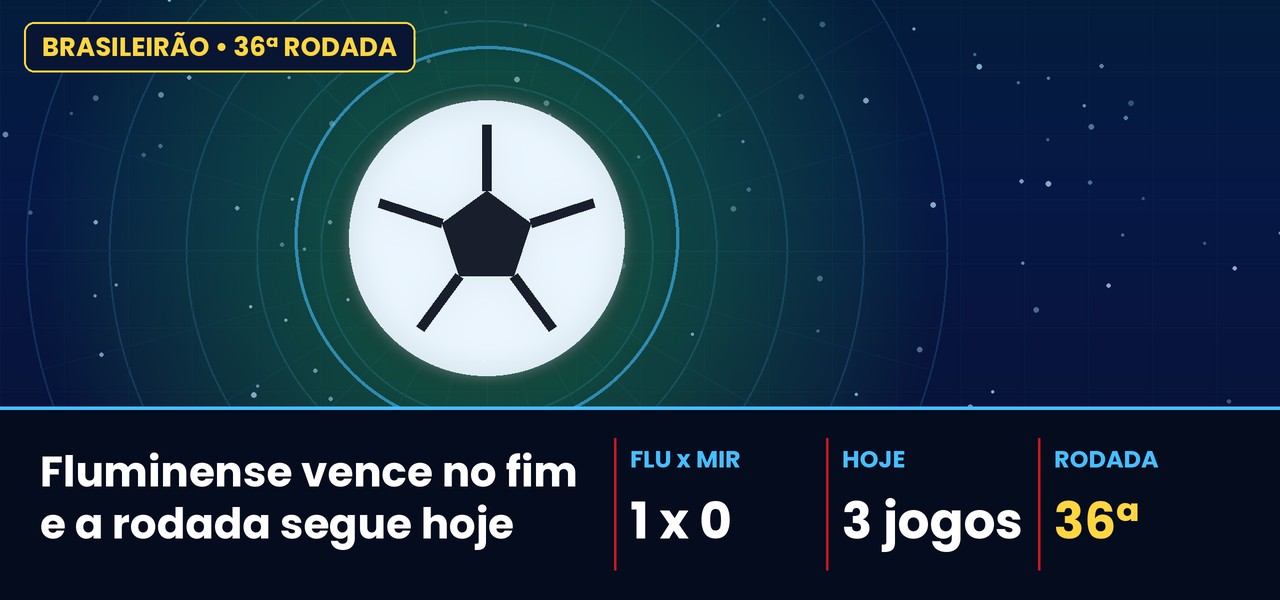 BRASILEIRÃO • 36ª RODADA
Fluminense vence no fim
e a rodada segue hoje
FLU x MIR
1 x 0
HOJE
3 jogos
RODADA
36ª